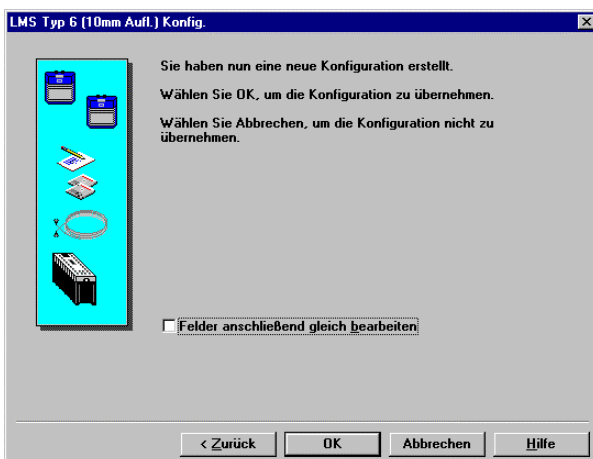 LMS Typ 6 (10mm Aufl.) Konfig.
Sie haben nun eine neue Konfiguration erstellt.
Wählen Sie OK, um die Konfiguration zu übernehmen.
Wählen Sie Abbrechen, um die Konfiguration nicht zu
übernehmen.
Felder anschließend gleich bearbeiten
< Zurück
OK
Abbrechen
Hilfe